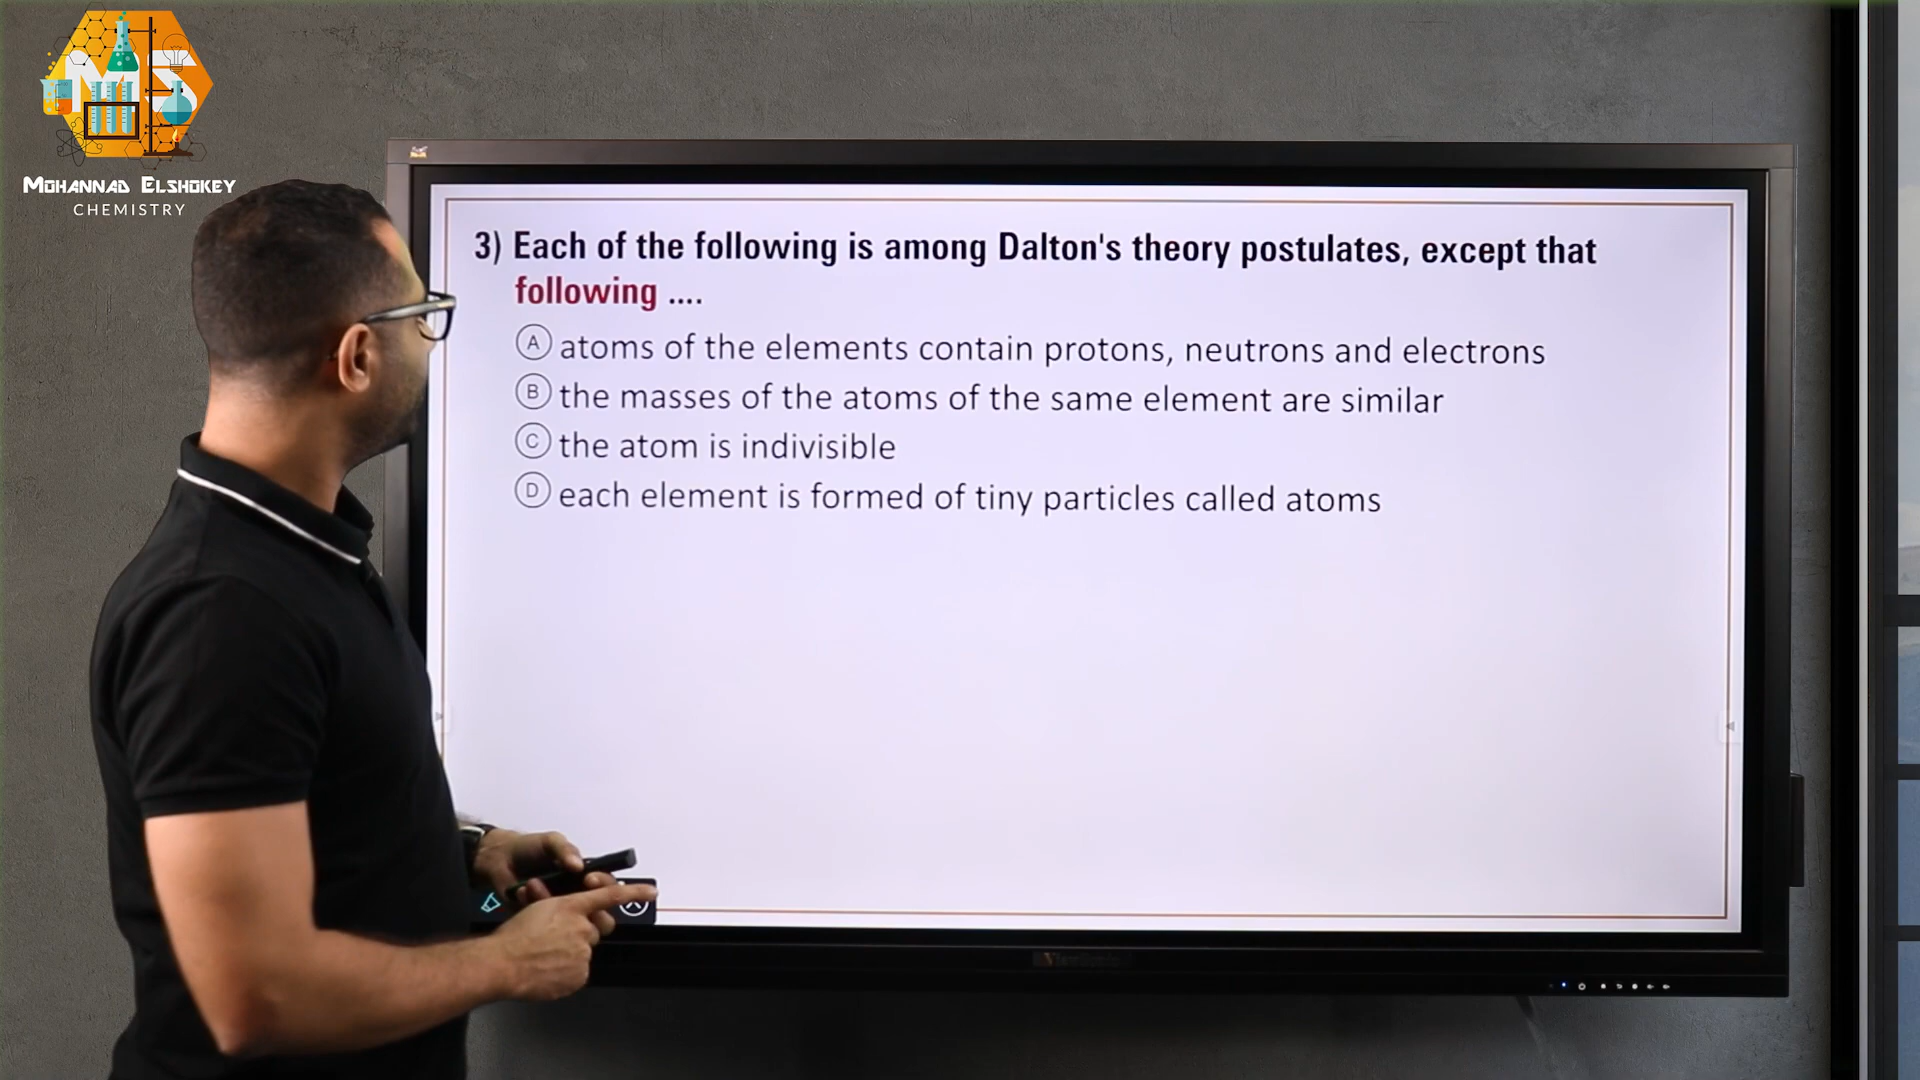 MS
MOHANNAD ELSHOKEY
CHEMISTRY
3) Each of the following is among Dalton's theory postulates, except that
following ....
A atoms of the elements contain protons, neutrons and electrons
B the masses of the atoms of the same element are similar
C the atom is indivisible
D each element is formed of tiny particles called atoms
ViewSonic